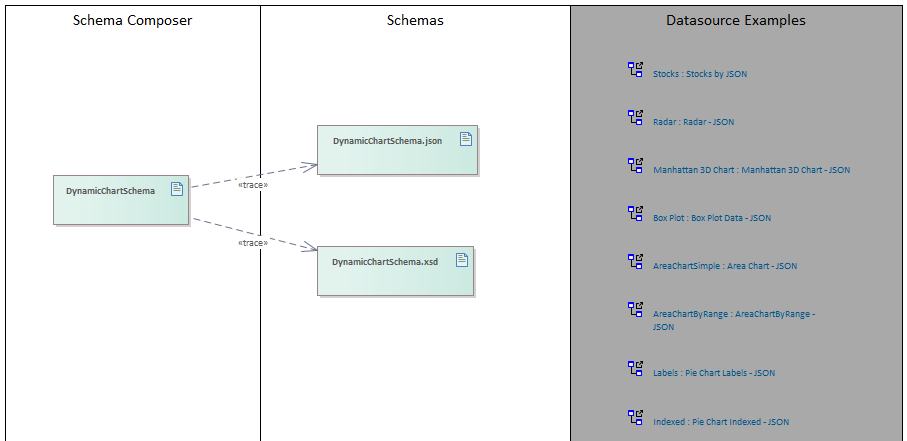 Schema Composer
Schemas
Datasource Examples
DynamicChartSchema
«trace»
«trace»
DynamicChartSchema.json
DynamicChartSchema.xsd
Stocks : Stocks by JSON
Radar : Radar - JSON
Manhattan 3D Chart : Manhattan 3D Chart - JSON
Box Plot : Box Plot Data - JSON
AreaChartSimple : Area Chart - JSON
AreaChartByRange : AreaChartByRange -
JSON
Labels : Pie Chart Labels - JSON
Indexed : Pie Chart Indexed - JSON